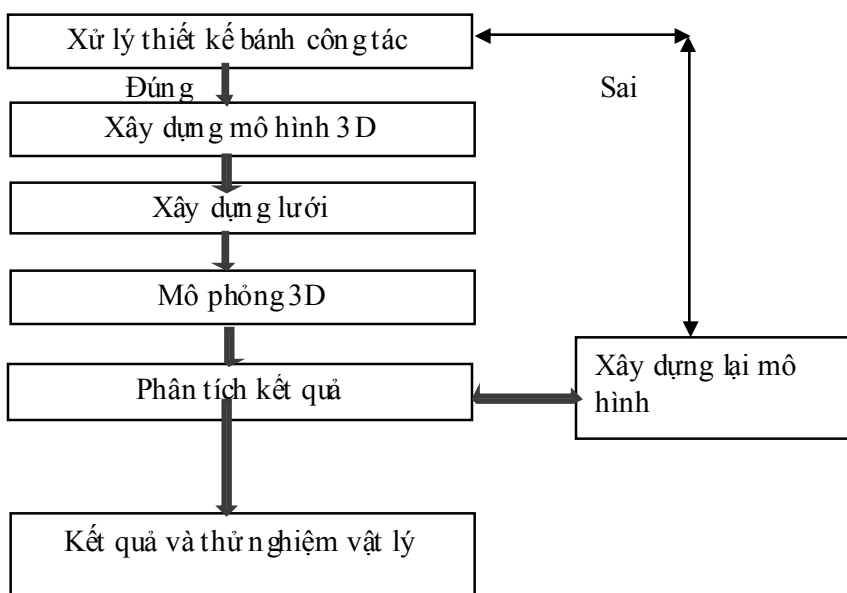 Xử lý thiết kế bánh công tác
Đúng
Sai
Xây dựng mô hình 3D
Xây dựng lưới
Mô phỏng 3D
Xây dựng lại mô
hình
Phân tích kết quả
Kết quả và thử nghiệm vật lý